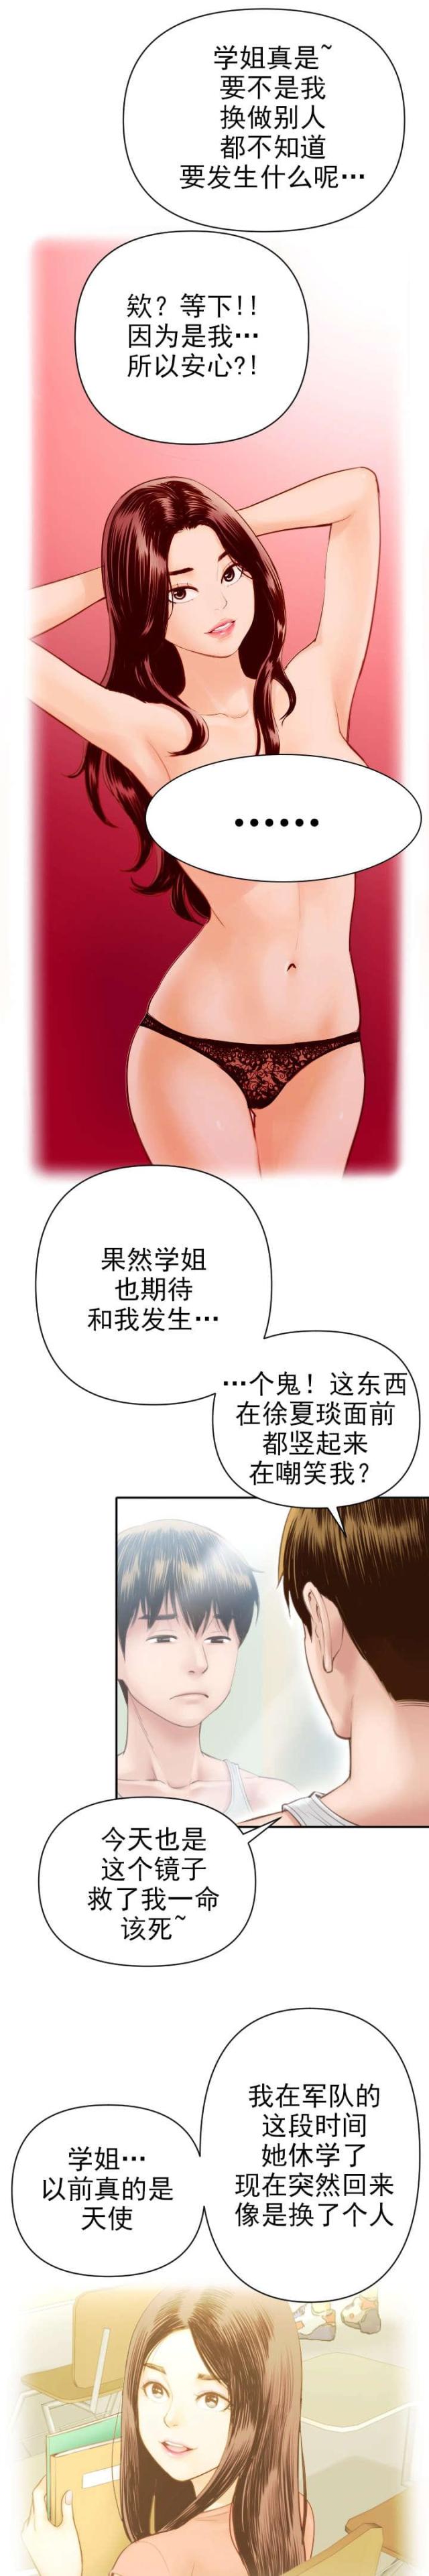 学姐真是~
要不是我
换做别人
都不知道
要发生什么呢…
欸？等下!!
因为是我…
所以安心?!
••••••
果然学姐
也期待
和我发生…
…个鬼！这东西
在徐夏琰面前
都竖起来
在嘲笑我？
今天也是
这个镜子
救了我一命
该死~
我在军队的
这段时间
她休学了
现在突然回来
像是换了个人
学姐…
以前真的是
天使